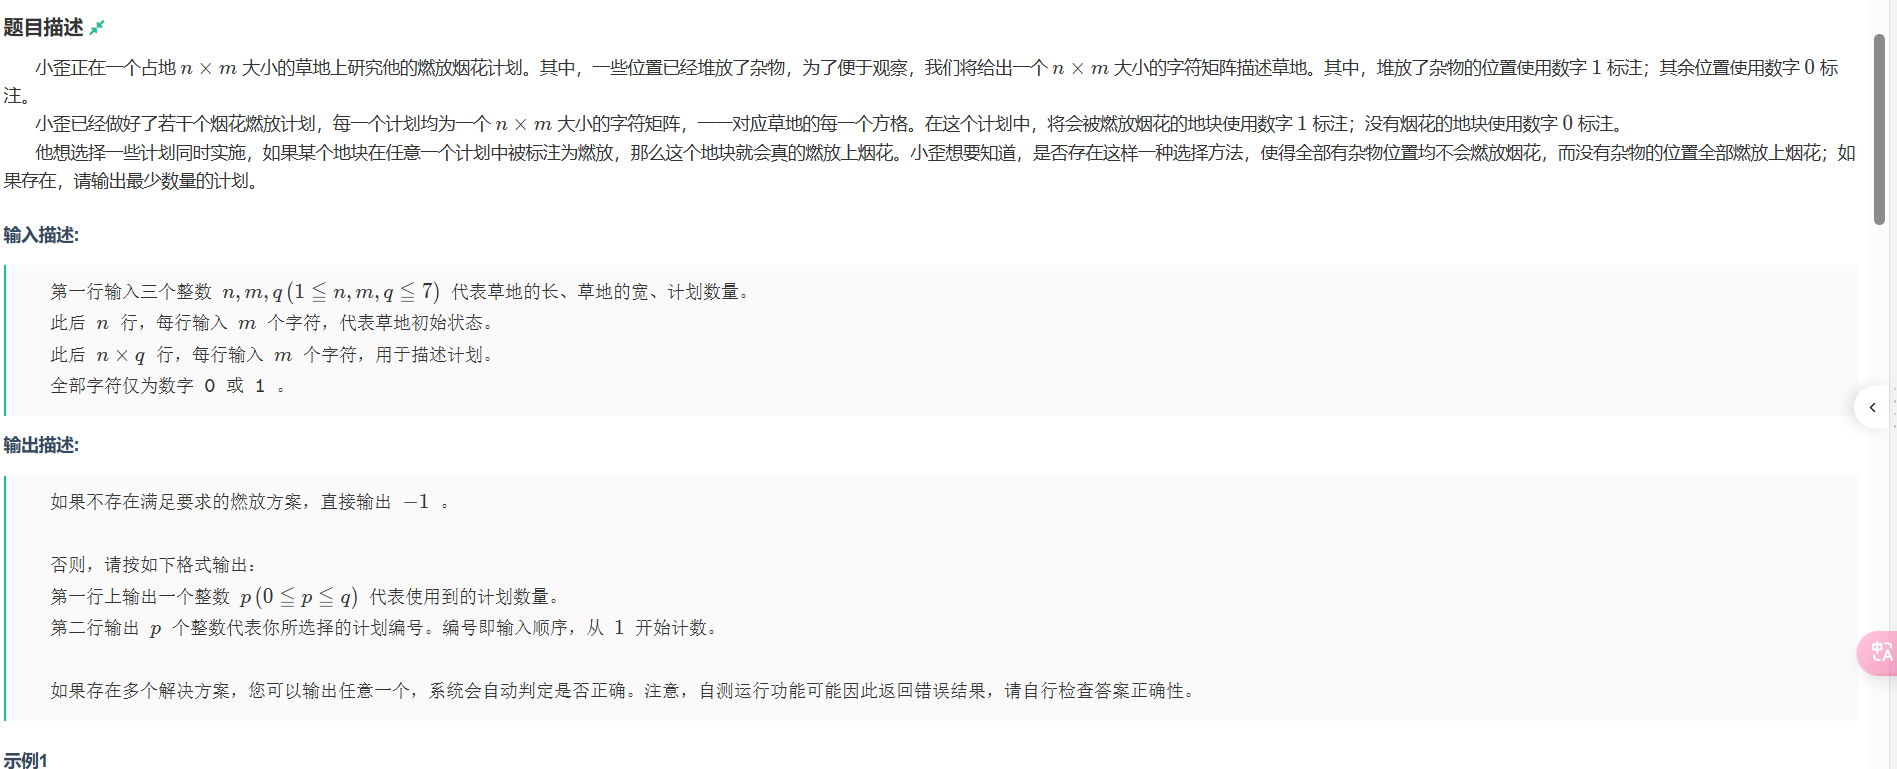 题目描述
小歪正在一个占地 n × m 大小的草地上研究他的燃放烟花计划。其中，一些位置已经堆放了杂物，为了便于观察，我们将给出一个 n × m 大小的字符矩阵描述草地。其中，堆放了杂物的位置使用数字 1 标注；其余位置使用数字 0 标
注。
小歪已经做好了若干个烟花燃放计划，每一个计划均为一个 n × m 大小的字符矩阵，一一对应草地的每一个方格。在这个计划中，将会被燃放烟花的地块使用数字 1 标注；没有烟花的地块使用数字 0 标注。
他想选择一些计划同时实施，如果某个地块在任意一个计划中被标注为燃放，那么这个地块就会真的燃放上烟花。小歪想要知道，是否存在这样一种选择方法，使得全部有杂物位置均不会燃放烟花，而没有杂物的位置全部燃放上烟花；如
果存在，请输出最少数量的计划。
输入描述:
第一行输入三个整数 n, m, q (1 ≦ n, m, q ≦ 7) 代表草地的长、草地的宽、计划数量。
此后 n 行，每行输入 m 个字符，代表草地初始状态。
此后 n × q 行，每行输入 m 个字符，用于描述计划。
全部字符仅为数字 0 或 1 。
输出描述:
如果不存在满足要求的燃放方案，直接输出 −1 。
否则，请按如下格式输出：
第一行上输出一个整数 p (0 ≦ p ≦ q) 代表使用到的计划数量。
第二行输出 p 个整数代表你所选择的计划编号。编号即输入顺序，从 1 开始计数。
如果存在多个解决方案，您可以输出任意一个，系统会自动判定是否正确。注意，自测运行功能可能因此返回错误结果，请自行检查答案正确性。
中A
示例1